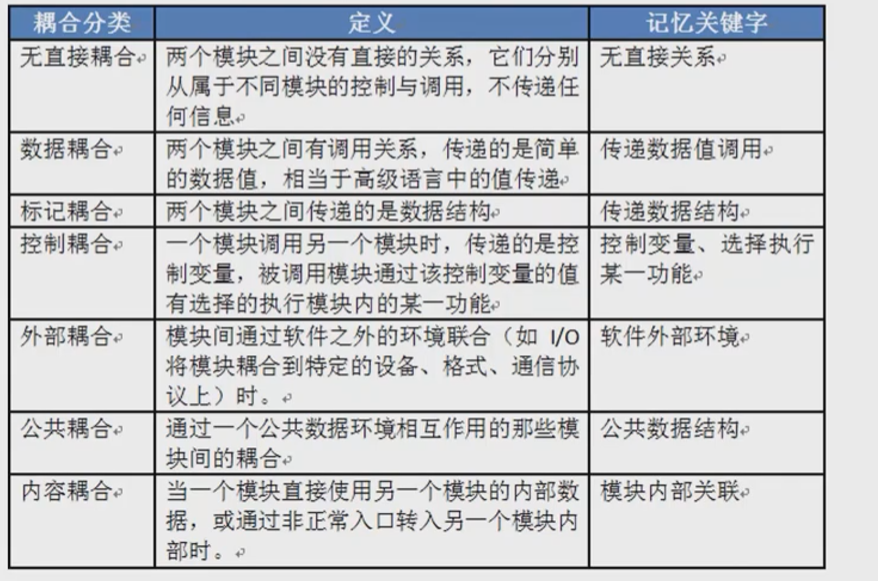 耦合分类 定义 记忆关键字
无直接耦合 两个模块之间没有直接的关系，它们分别 无直接关系
从属于不同模块的控制与调用，不传递任
何信息
数据耦合 两个模块之间有调用关系，传递的是简单 传递数据值调用
的数据值，相当于高级语言中的值传递
标记耦合 两个模块之间传递的是数据结构 传递数据结构
控制耦合 一个模块调用另一个模块时，传递的是控 控制变量、选择执行
制变量，被调用模块通过该控制变量的值 某一功能
有选择的执行模块内的某一功能
外部耦合 模块间通过软件之外的环境联合（如 I/O 软件外部环境
将模块耦合到特定的设备、格式、通信协
议上）时。
公共耦合 通过一个公共数据环境相互作用的那些模 公共数据结构
块间的耦合
内容耦合 当一个模块直接使用另一个模块的内部数 模块内部关联
据，或通过非正常入口转入另一个模块内
部时。